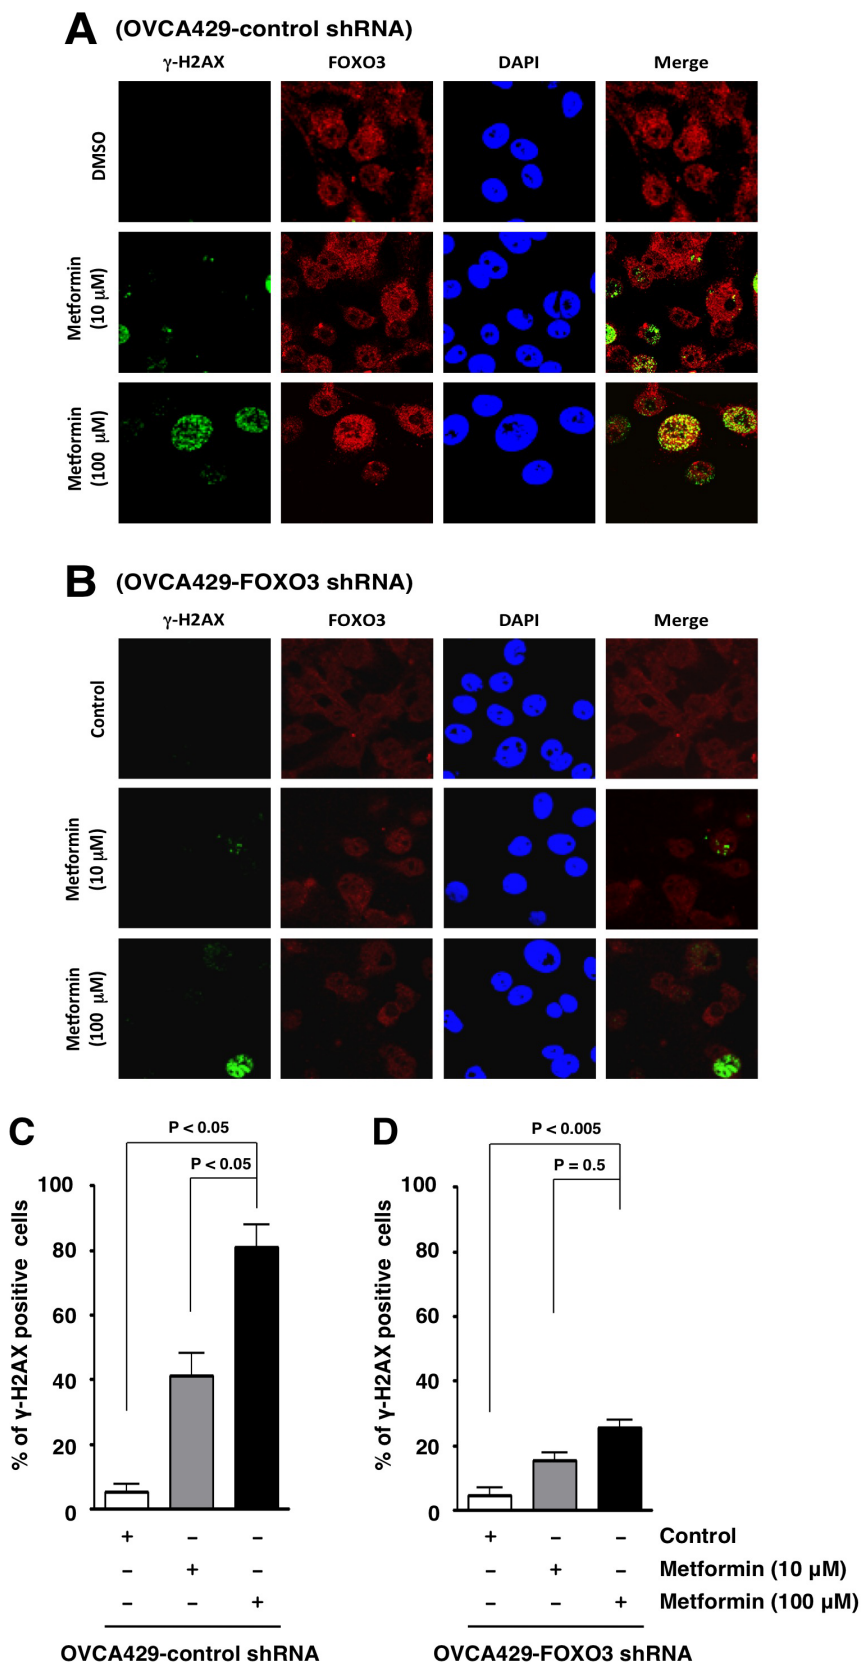 A (OVCA429-control shRNA)
γ-H2AX FOXO3 DAPI Merge
DMSO
Metformin
(10 µM)
Metformin
(100 µM)
B (OVCA429-FOXO3 shRNA)
γ-H2AX FOXO3 DAPI Merge
Control
Metformin
(10 µM)
Metformin
(100 µM)
C
P < 0.05
P < 0.05
% of γ-H2AX positive cells
100
80
60
40
20
0
+ – –
– + –
– – +
OVCA429-control shRNA
D
P < 0.005
P = 0.5
% of γ-H2AX positive cells
100
80
60
40
20
0
+ – – Control
– + – Metformin (10 µM)
– – + Metformin (100 µM)
OVCA429-FOXO3 shRNA